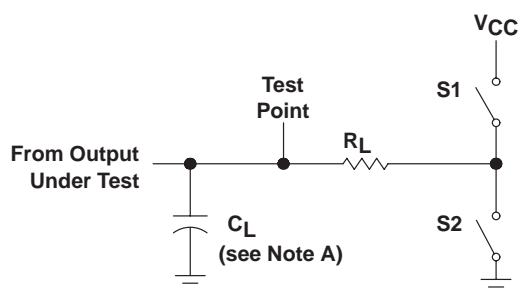 VCC
S1
Test
Point
RL
From Output
Under Test
S2
CL
(see Note A)